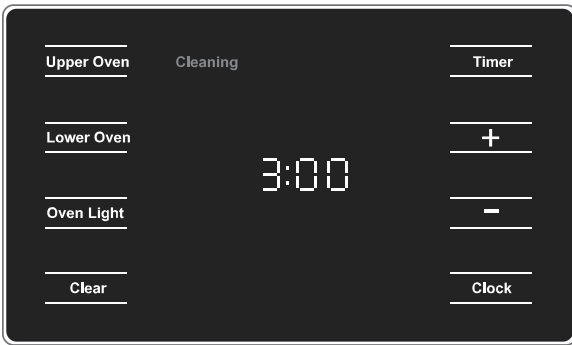 Upper Oven Cleaning Timer
Lower Oven +
3:00
Oven Light -
Clear Clock